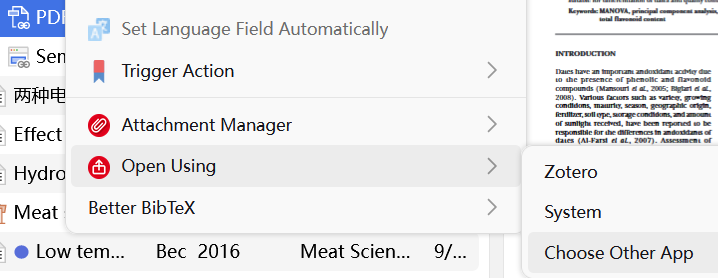 PDF
Set Language Field Automatically
Sen
Trigger Action
两种电
Attachment Manager
Effect
Open Using
Hydro
Better BibTeX
Meat s
Low tem...
Bec 2016
Meat Scien...
9/...
Zotero
System
Choose Other App
Keywords: MANOVA, principal component analysis,
total flavonoid content
INTRODUCTION
Dates have an important antioxidant activity due
to the presence of phenolic and flavonoid
compounds (Mansouri et al., 2005; Biglari et al.,
2008). Various factors such as variety, growing
conditions, maturity, season, geographic origin,
fertilizer, soil type, storage conditions, and amount
of sunlight received, have been reported to be
responsible for the differences in antioxidants of
dates (Al-Farsi et al., 2007). Assessment of